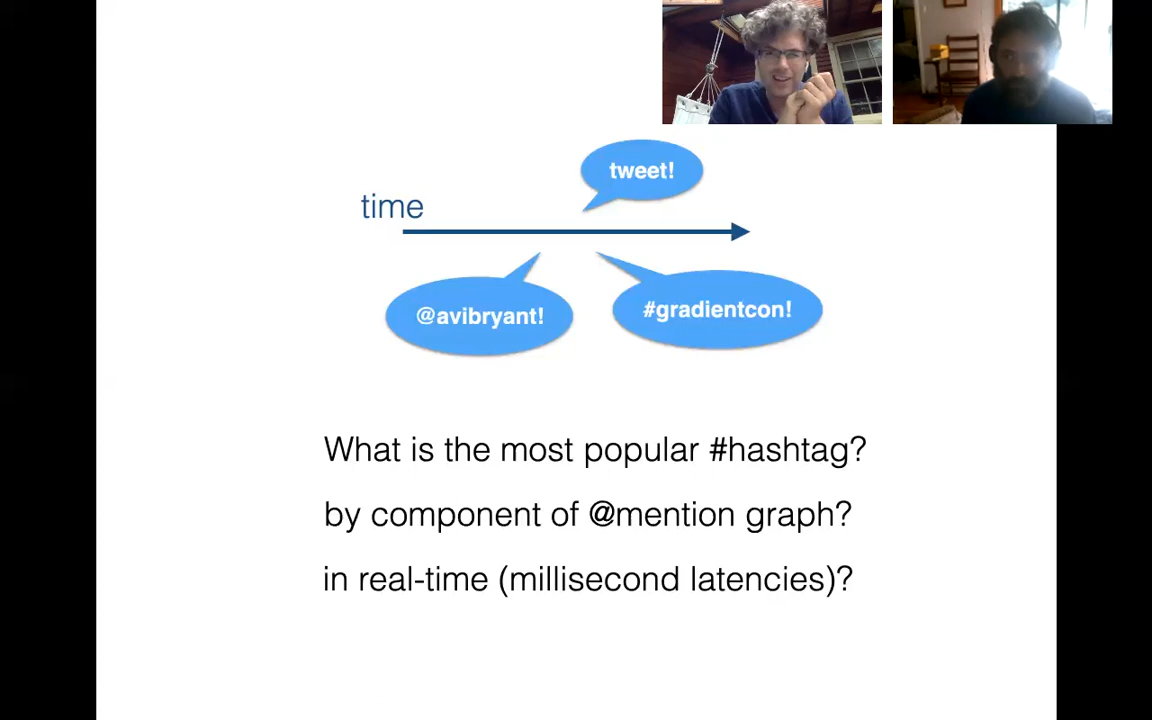 tweet!
time
@avibryant!
#gradientcon!
What is the most popular #hashtag?
by component of @mention graph?
in real-time (millisecond latencies)?